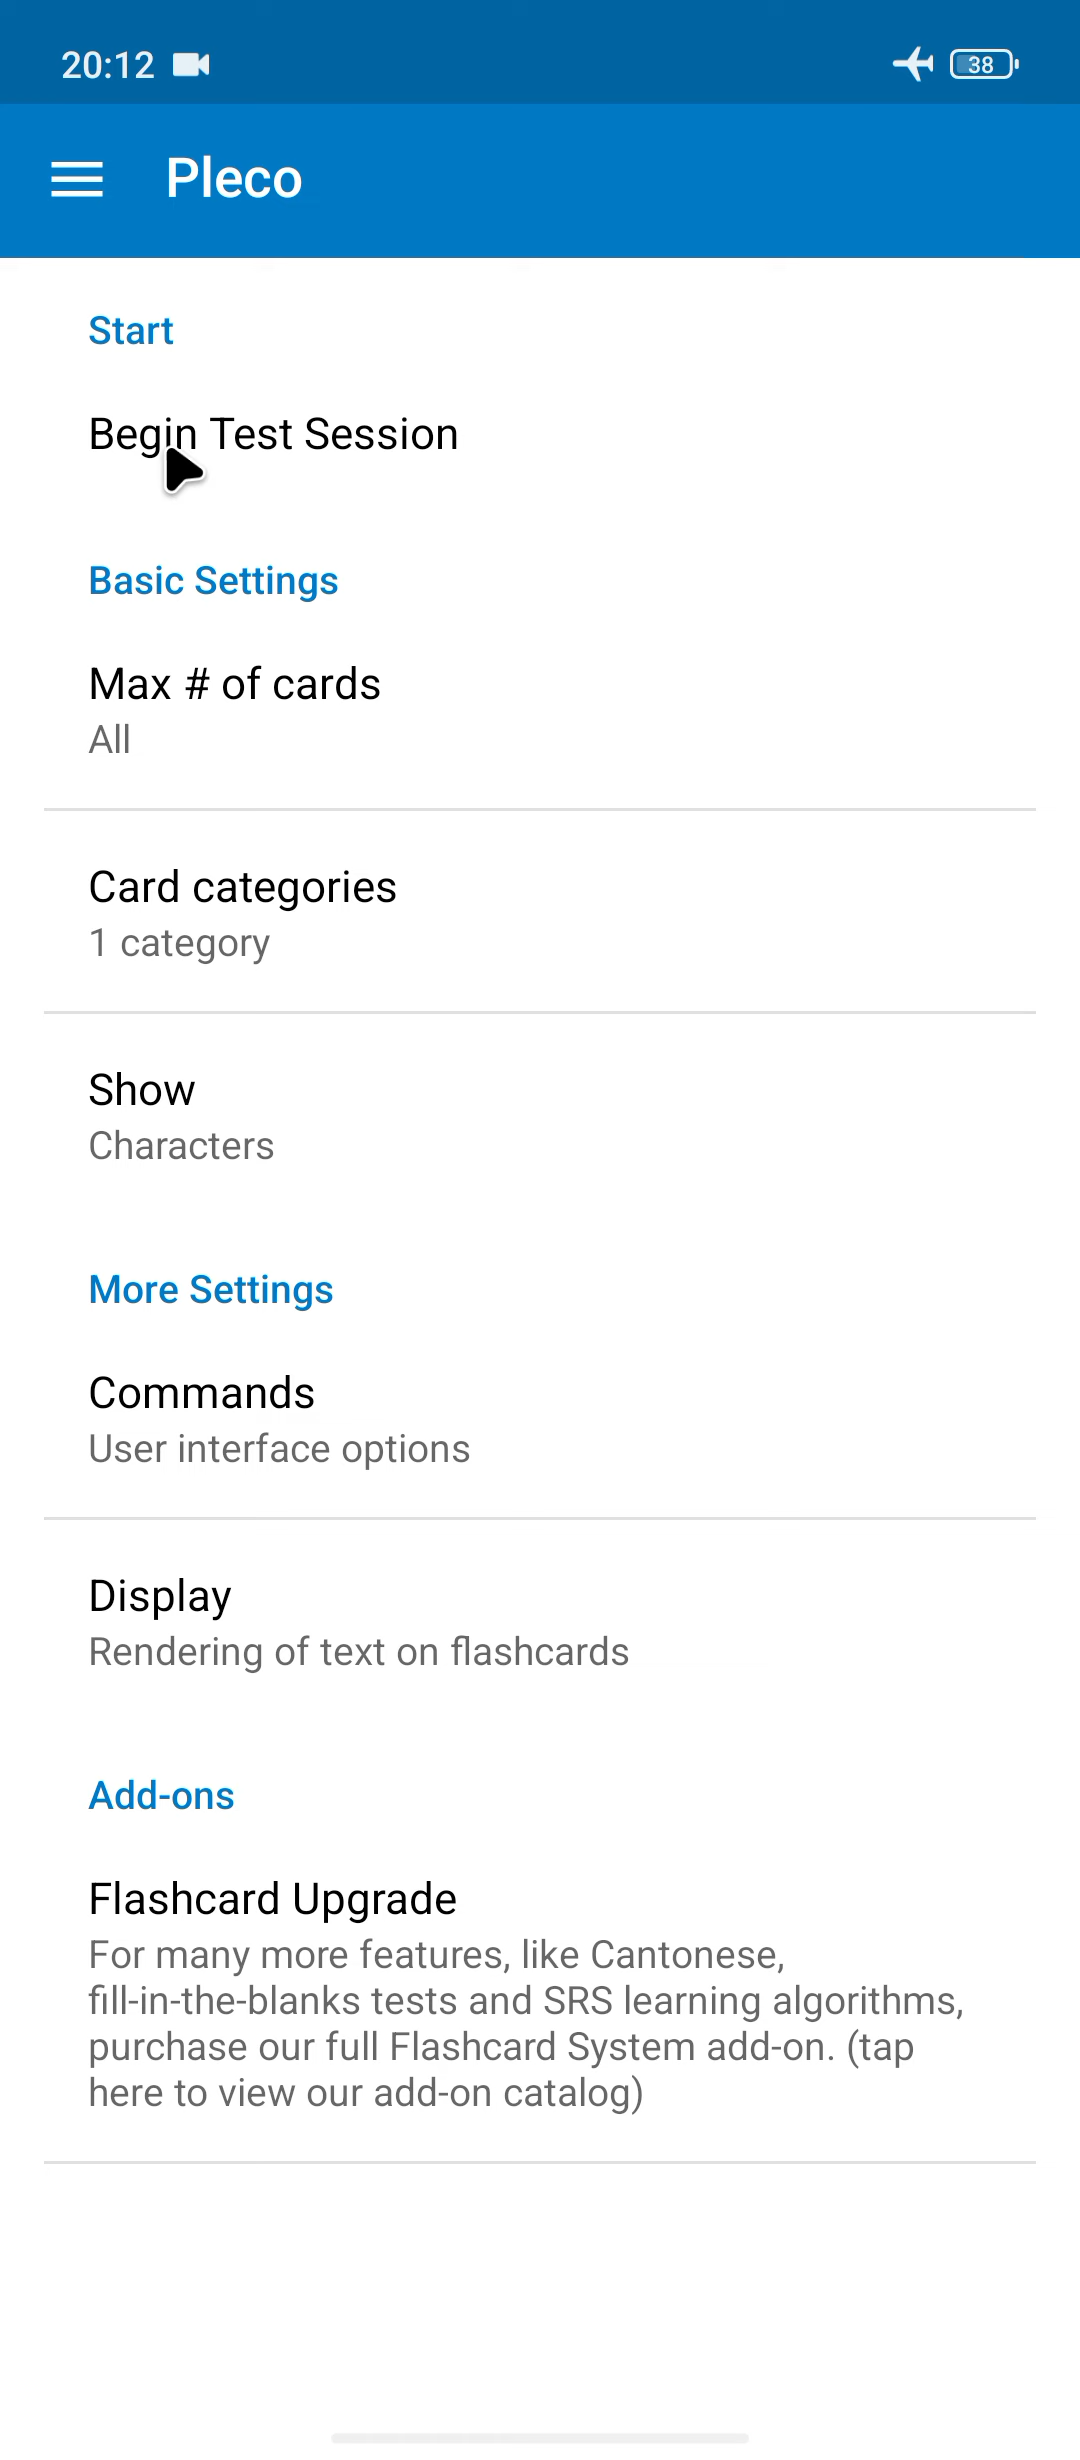 20:12
38
Pleco
Start
Begin Test Session
Basic Settings
Max # of cards
All
Card categories
1 category
Show
Characters
More Settings
Commands
User interface options
Display
Rendering of text on flashcards
Add-ons
Flashcard Upgrade
For many more features, like Cantonese,
fill-in-the-blanks tests and SRS learning algorithms,
purchase our full Flashcard System add-on. (tap
here to view our add-on catalog)